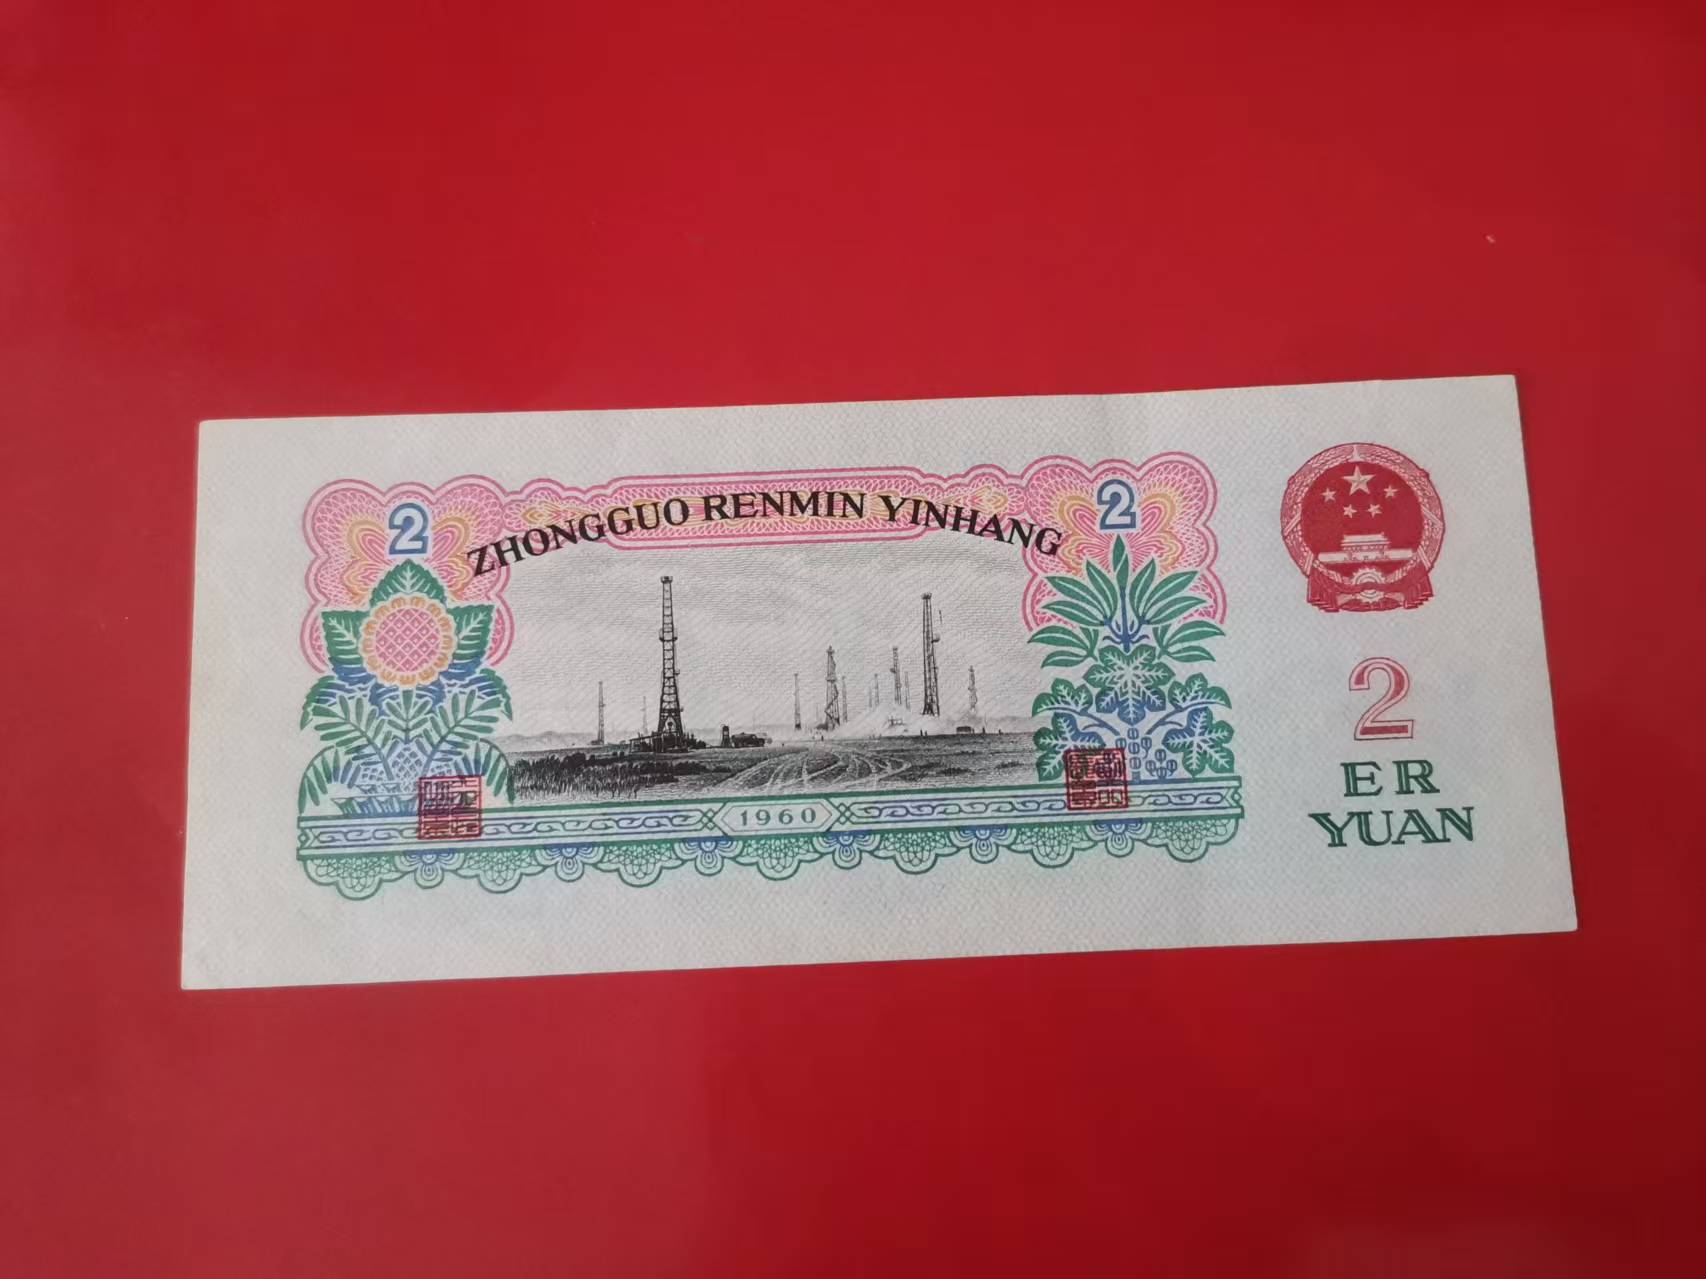 ZHONGGUO RENMIN YINHANG
2
2
1960
2
ER
YUAN